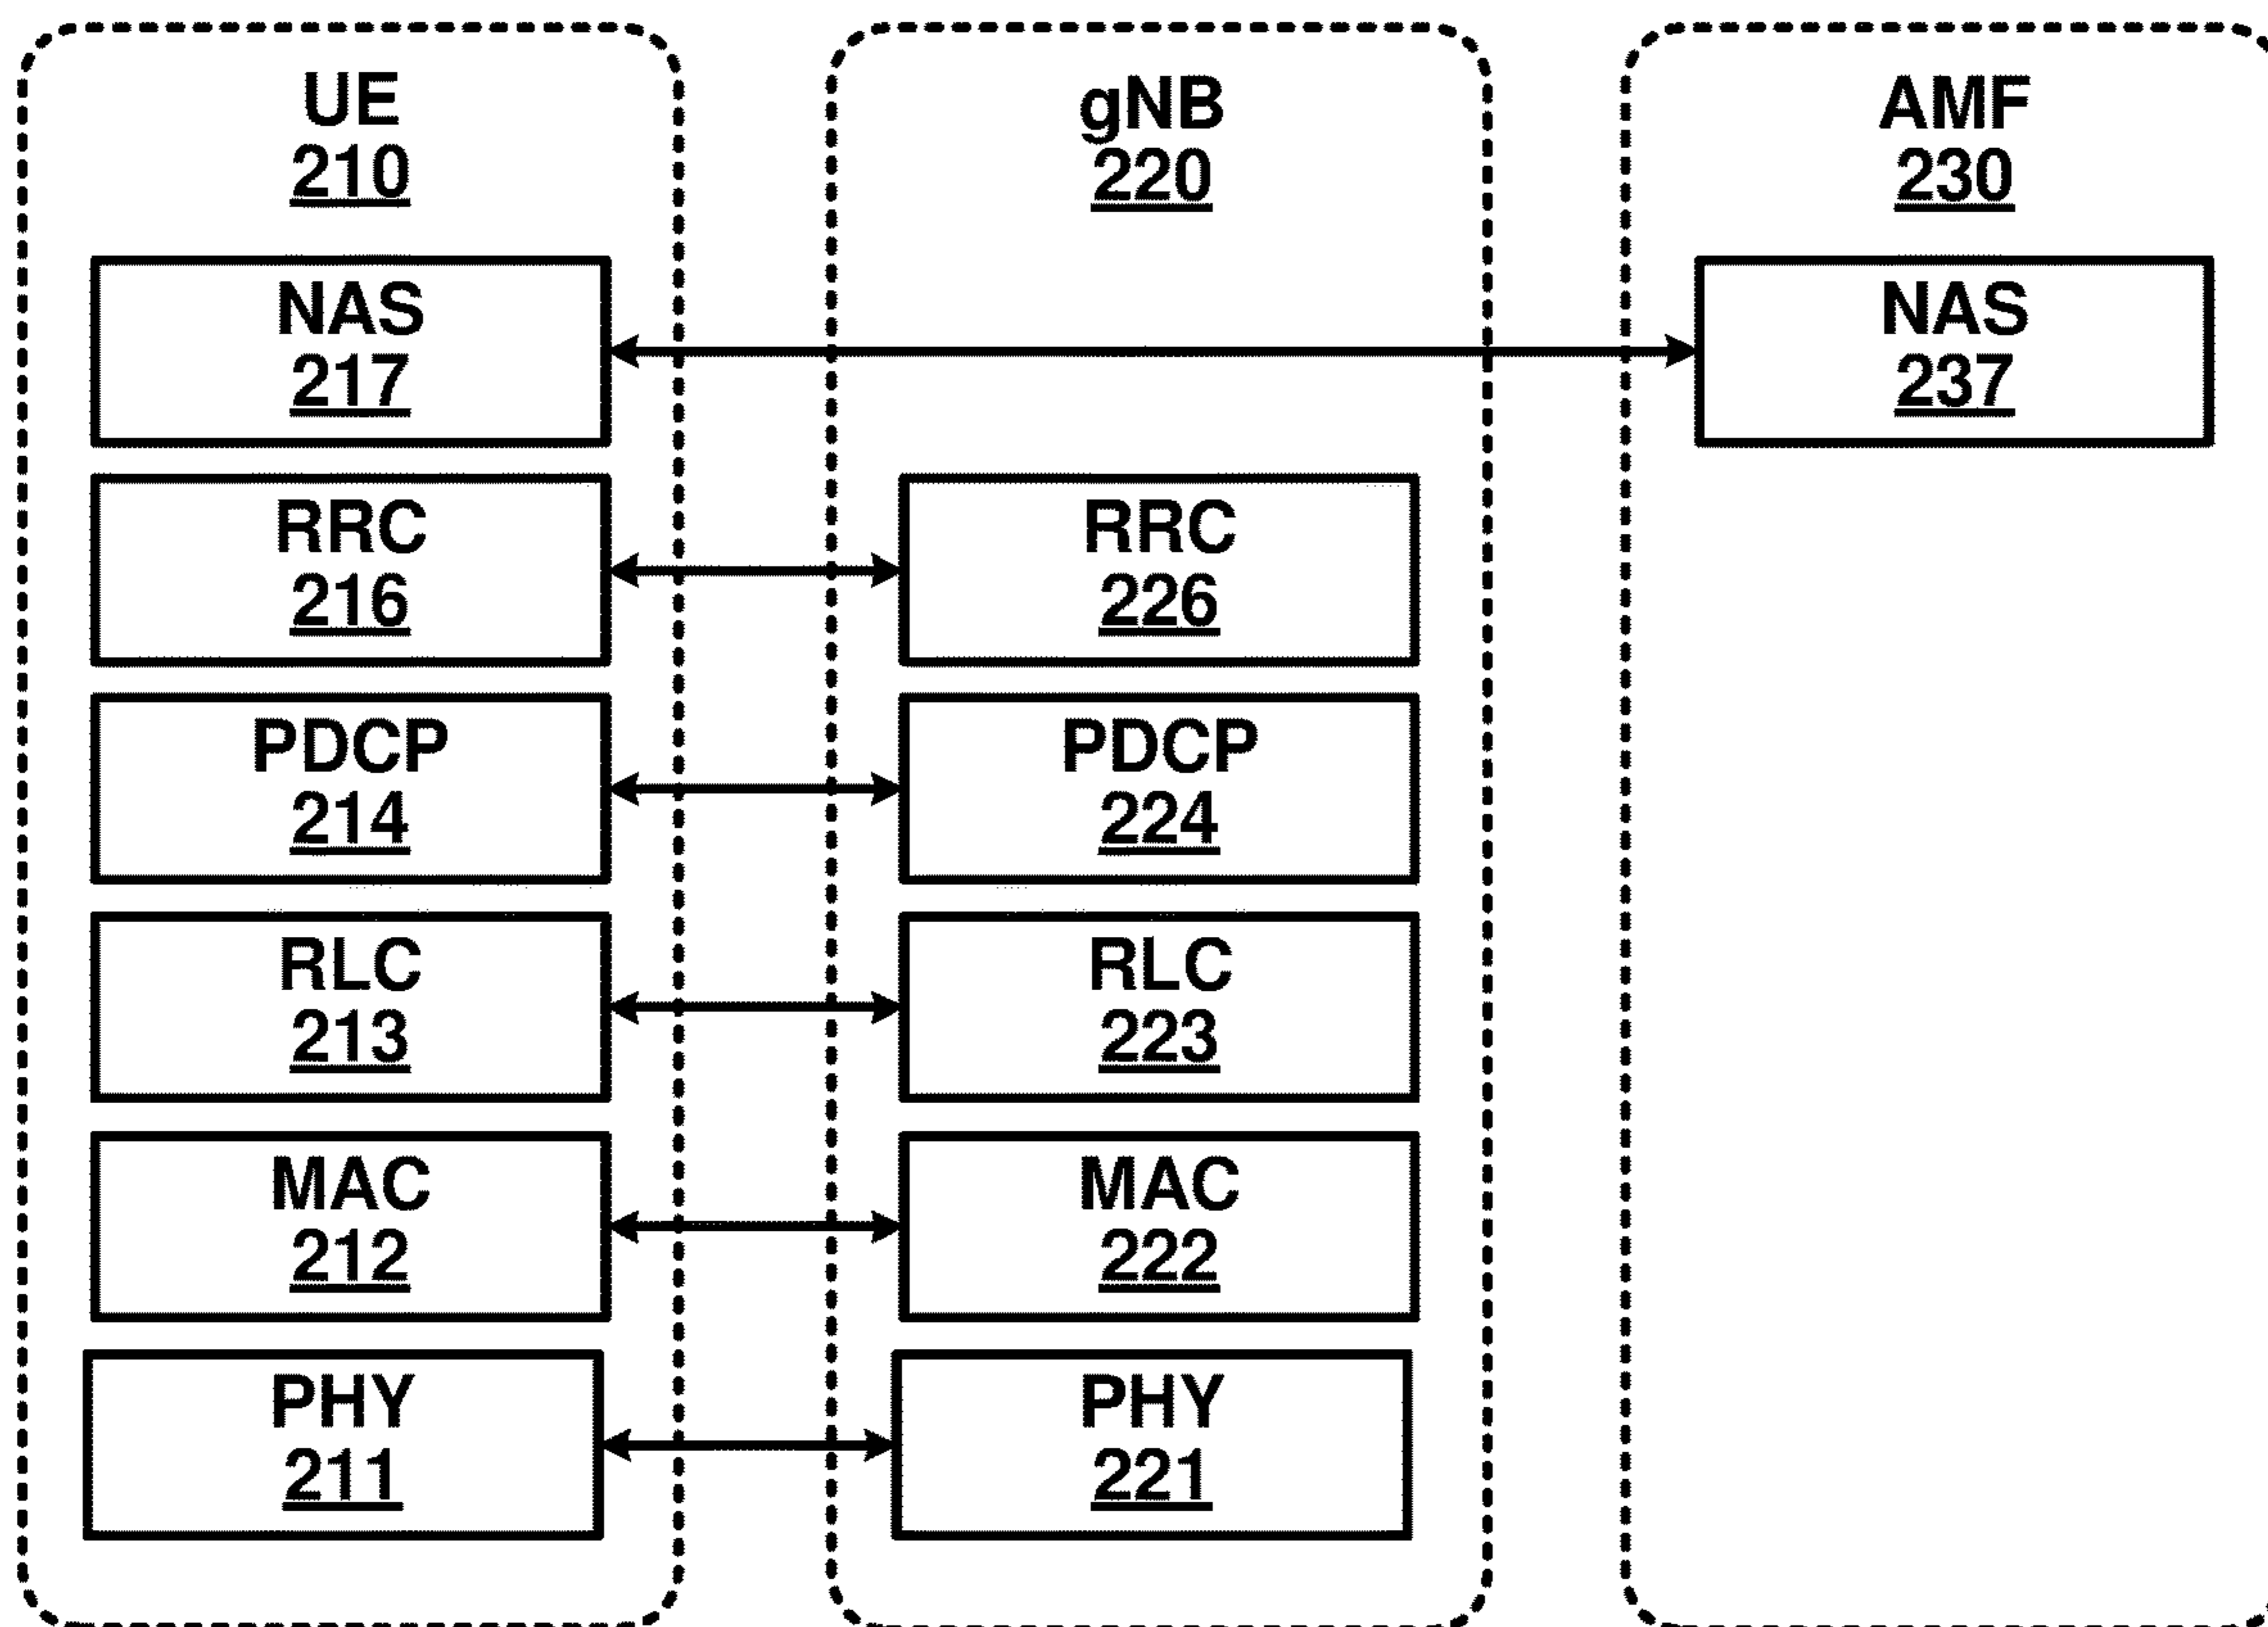 UE
210
gNB
220
AMF
230
NAS
217
NAS
237
RRC
216
RRC
226
PDCP
214
PDCP
224
RLC
213
RLC
223
MAC
212
MAC
222
PHY
211
PHY
221